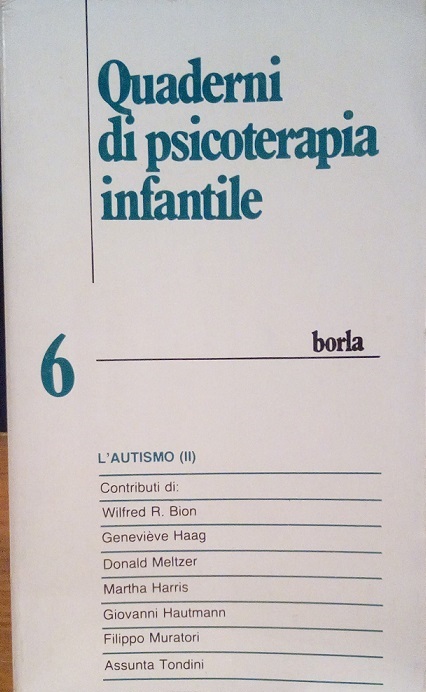 Quaderni
di psicoterapia
infantile
borla
6
L'AUTISMO (II)
Contributi di:
Wilfred R. Bion
Geneviève Haag
Donald Meltzer
Martha Harris
Giovanni Hautmann
Filippo Muratori
Assunta Tondini